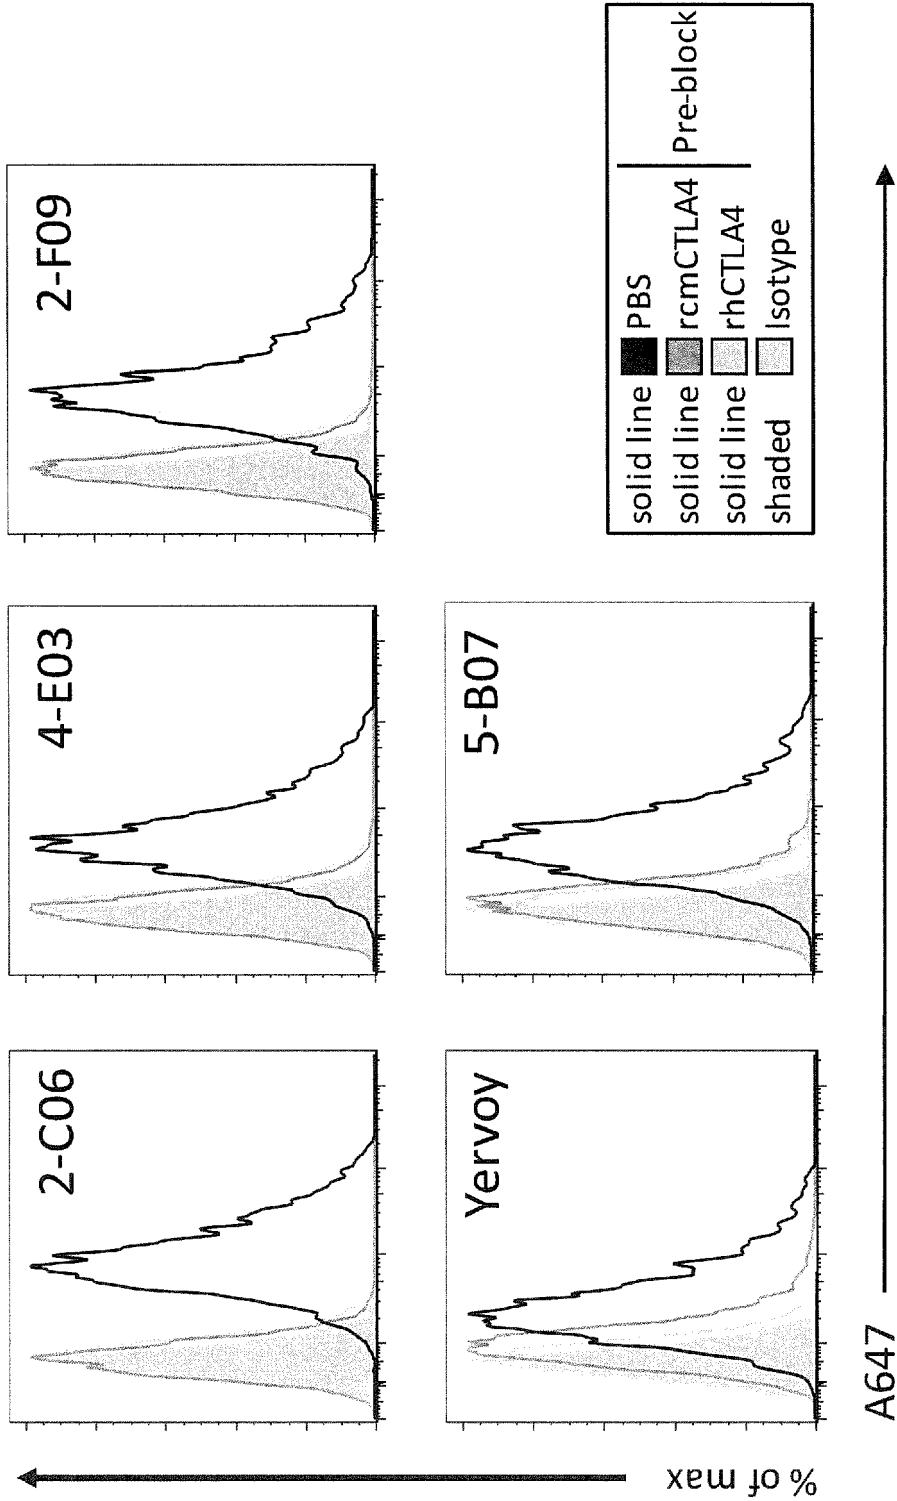 2-C06
4-E03
2-F09
Yervoy
5-B07
solid line PBS
solid line rcmCTLA4
solid line rhCTLA4
shaded Isotype
Pre-block
% of max
A647